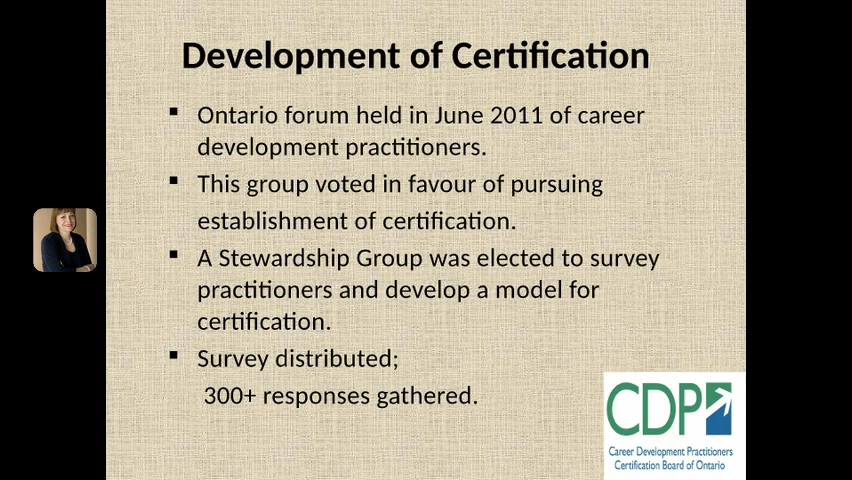 Development of Certification
▪ Ontario forum held in June 2011 of career
development practitioners.
▪ This group voted in favour of pursuing
establishment of certification.
▪ A Stewardship Group was elected to survey
practitioners and develop a model for
certification.
▪ Survey distributed;
300+ responses gathered.
CDP
Career Development Practitioners
Certification Board of Ontario